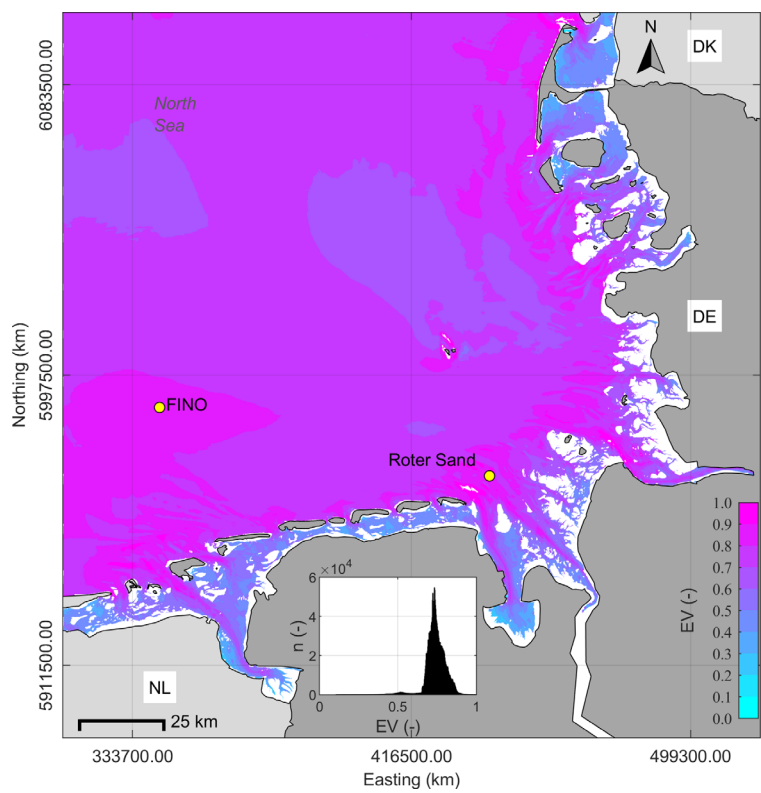 N
DK
North
Sea
6083500.00
DE
Northing (km)
5997500.00
FINO
Roter Sand
1.0
0.9
0.8
0.7
0.6
0.5
0.4
0.3
0.2
0.1
0.0
EV (-)
×10⁴
6
4
2
0
n (-)
0
0.5
1
EV (-)
5911500.00
NL
25 km
333700.00
416500.00
499300.00
Easting (km)